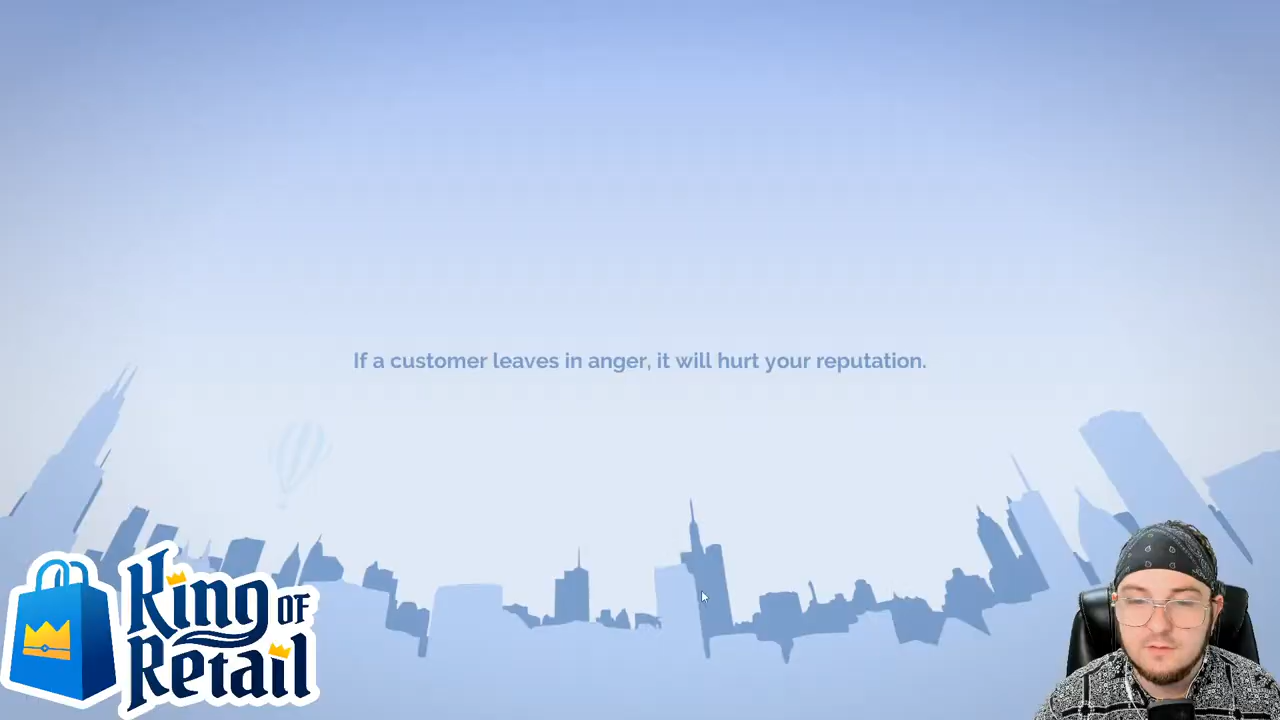 If a customer leaves in anger, it will hurt your reputation.
King OF
Retail